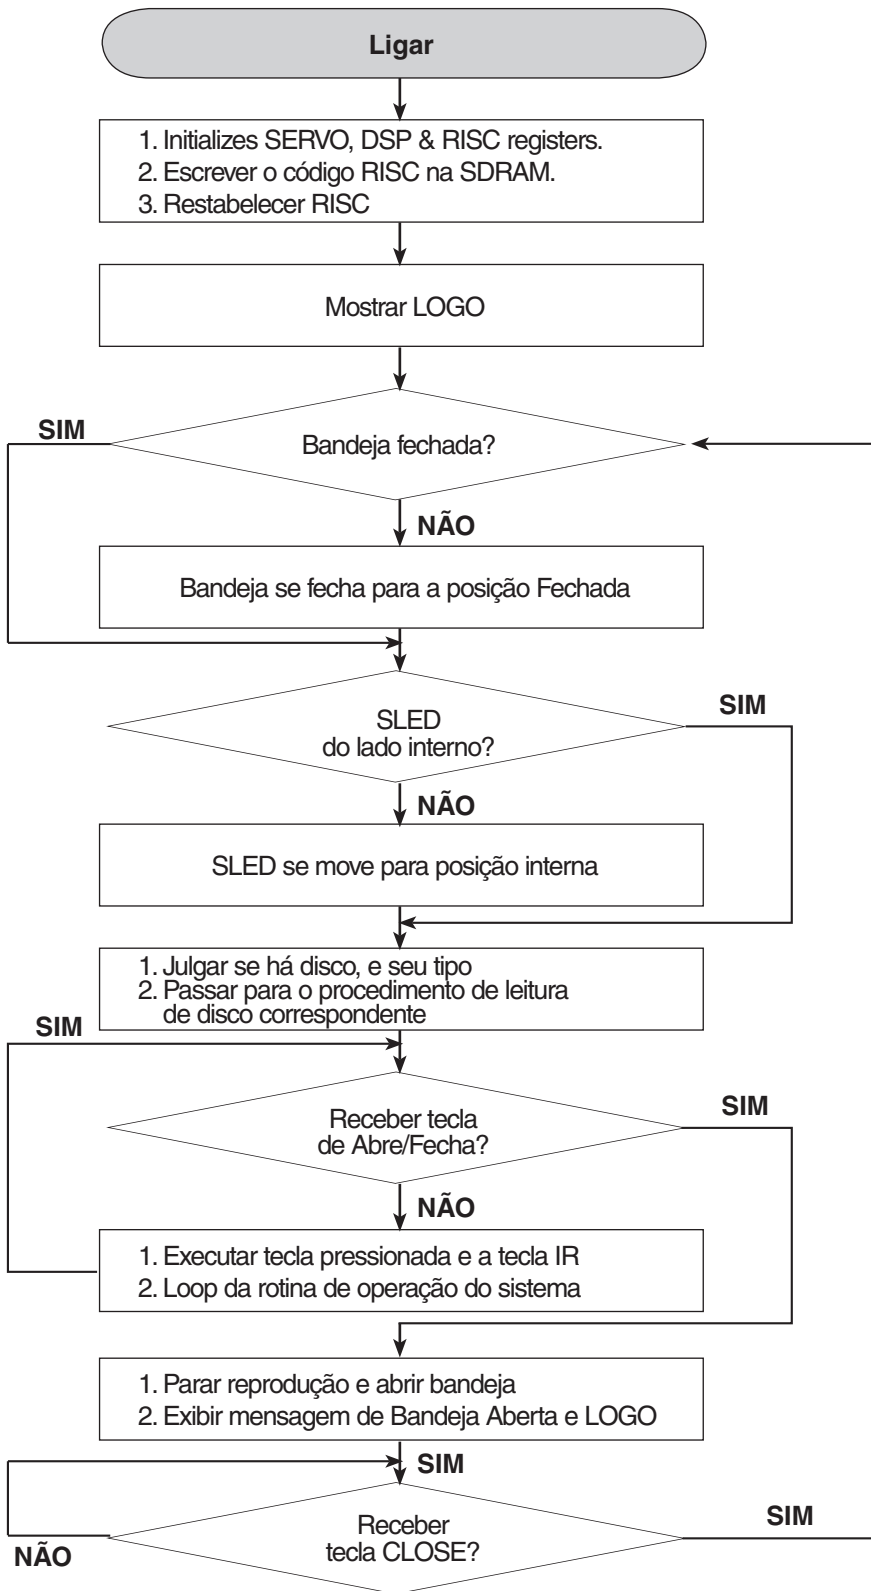 Ligar
1. Initializes SERVO, DSP & RISC registers.
2. Escrever o código RISC na SDRAM.
3. Restabelecer RISC
Mostrar LOGO
SIM
Bandeja fechada?
NÃO
Bandeja se fecha para a posição Fechada
SLED
do lado interno?
SIM
NÃO
SLED se move para posição interna
1. Julgar se há disco, e seu tipo
2. Passar para o procedimento de leitura
de disco correspondente
SIM
Receber tecla
de Abre/Fecha?
SIM
NÃO
1. Executar tecla pressionada e a tecla IR
2. Loop da rotina de operação do sistema
1. Parar reprodução e abrir bandeja
2. Exibir mensagem de Bandeja Aberta e LOGO
SIM
Receber
tecla CLOSE?
SIM
NÃO